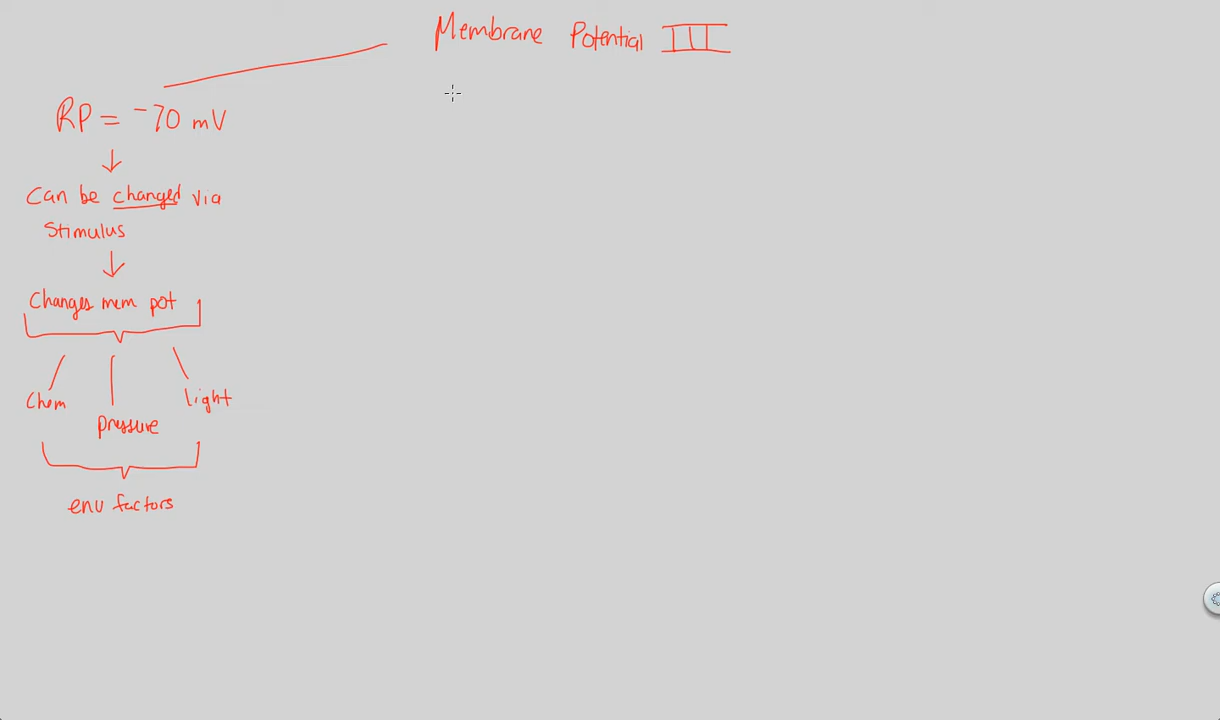 Membrane Potential III
RP = -70 mV
Can be changed via
Stimulus
Changes mem pot
Chem
Pressure
Light
env factors